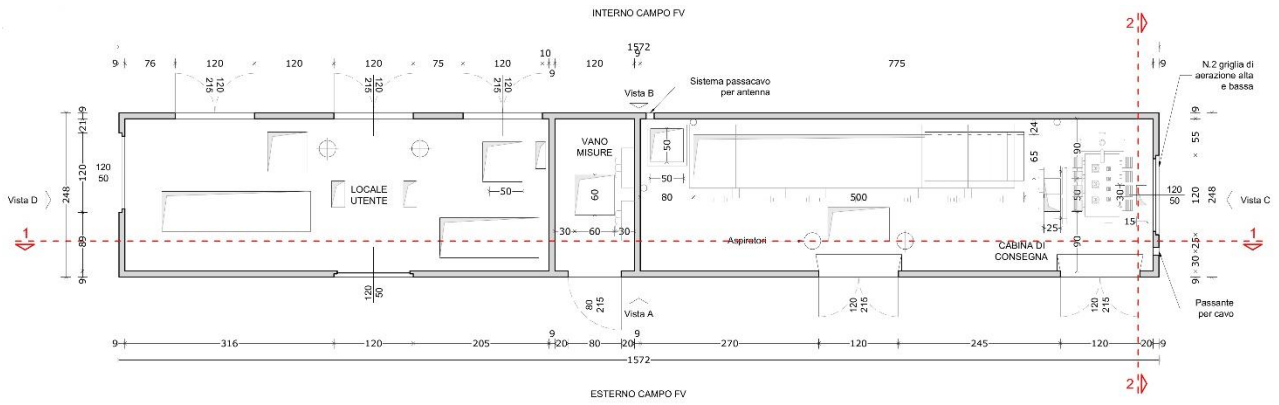 INTERNO CAMPO FV
2
1572
9 76 120 120 120 75 120 10 9 120 9 775 9
120 215
120 215
120 215
Sistema passacavo
per antenna
Vista B
N.2 griglia di
aerazione alta
e bassa
VANO
MISURE
LOCALE
UTENTE
50
60
30 60 30
50
50
80
500
24
65
90
50
90
25
30
15
Aspiratori
CABINA DI
CONSEGNA
Vista D
248
9 21 120 89 9
120
50
120
50
9 55 120 25 30 9
248
Vista C
1
1
120
50
80
215
Vista A
120
215
120
215
Passante
per cavo
9 316 120 205 9 20 80 20 9 270 120 245 120 20 9
1572
2
ESTERNO CAMPO FV